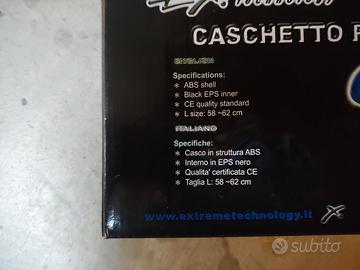 CASCHETTO
ENGLISH
Specifications:
* ABS shell
* Black EPS inner
* CE quality standard
* L size: 58 ~62 cm
ITALIANO
Specifiche:
* Casco in struttura ABS
* Interno in EPS nero
* Qualita' certificata CE
* Taglia L: 58 ~62 cm
www.extremetechnology.it
subito